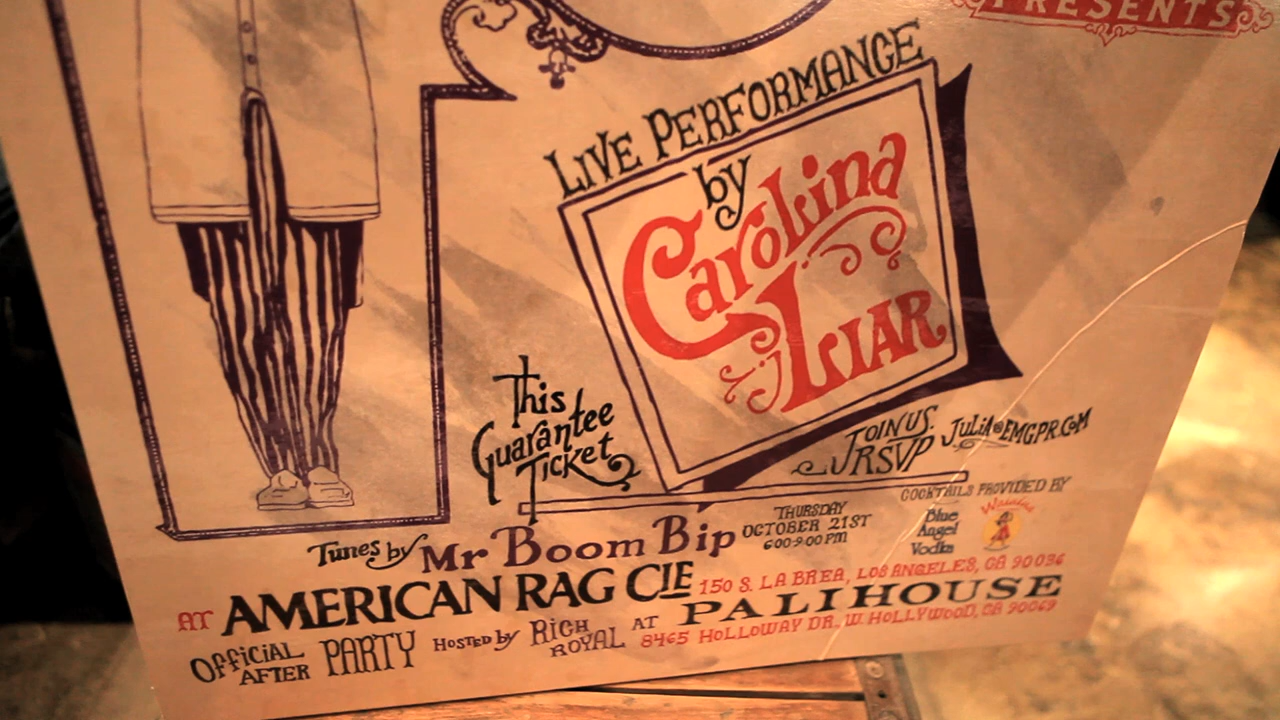 PRESENTS
LIVE PERFORMANCE
by
Carolina
LIAR
This
Guarantee
Ticket
JOIN US.
RSVP JULIA@EMGPR.COM
COCKTAILS PROVIDED BY
Blue
Angel
Vodka
THURSDAY
OCTOBER 21ST
6:00-9:00 PM
Tunes by Mr Boom Bip
AT AMERICAN RAG CIE 150 S. LA BREA, LOS ANGELES, CA 90036
OFFICIAL
AFTER PARTY HOSTED by RICH
ROYAL AT PALIHOUSE
8465 HOLLOWAY DR. W. HOLLYWOOD, CA 90069